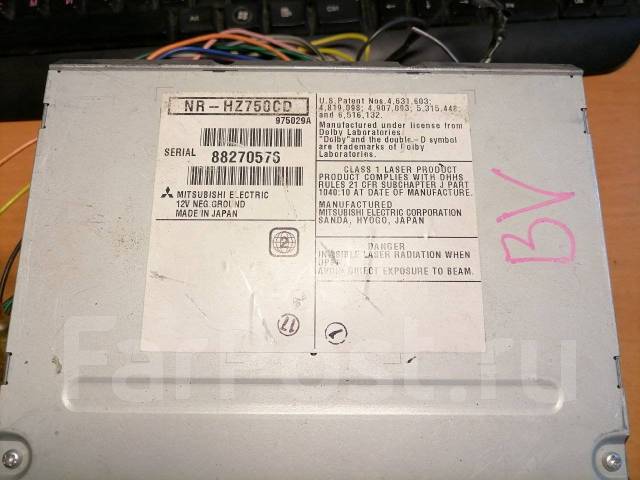 NR-HZ750CD
975029A
SERIAL 8827057S
MITSUBISHI ELECTRIC
12V NEG.GROUND
MADE IN JAPAN
2
17
U.S.Patent Nos.4,631,603;
4,819,098; 4,907,093; 5,315,448;
and 6,516,132.
Manufactured under license from
Dolby Laboratories.
"Dolby"and the double-D symbol
are trademarks of Dolby
Laboratories.
CLASS 1 LASER PRODUCT
PRODUCT COMPLIES WITH DHHS
RULES 21 CFR SUBCHAPTER J PART
1040:10 AT DATE OF MANUFACTURE.
MANUFACTURED
MITSUBISHI ELECTRIC CORPORATION
SANDA, HYOGO, JAPAN
DANGER
INVISIBLE LASER RADIATION WHEN
AVOID DIRECT EXPOSURE TO BEAM.
BV
FarPost.ru